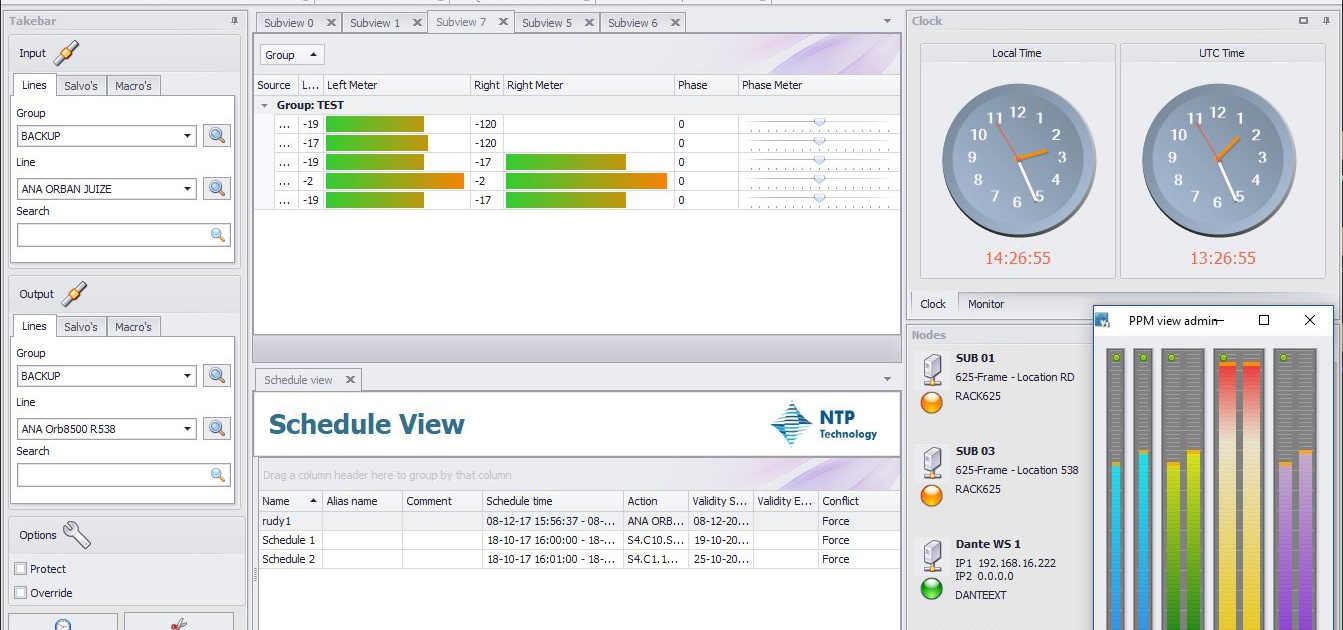 Takebar
Input
Lines Salvo's Macro's
Group
BACKUP
Line
ANA ORBAN JUIZE
Search
Output
Lines Salvo's Macro's
Group
BACKUP
Line
ANA Orb8500 R538
Search
Options
Protect
Override
Subview 0 Subview 1 Subview 7 Subview 5 Subview 6
Group
Source L... Left Meter Right Right Meter Phase Phase Meter
Group: TEST
... -19 -120 0
... -17 -120 0
... -19 -17 0
... -2 -2 0
... -19 -17 0
Schedule view
Schedule View
NTP
Technology
Drag a column header here to group by that column
Name Alias name Comment Schedule time Action Validity S... Validity E... Conflict
rudy1 08-12-17 15:56:37 - 08-... ANA ORB... 08-12-20... Force
Schedule 1 18-10-17 16:00:00 - 18-... S4.C10.S... 19-10-20... Force
Schedule 2 18-10-17 16:01:00 - 18-... S4.C1.1... 25-10-20... Force
Clock
Local Time UTC Time
12 1 2 3 4 5 6 7 8 9 10 11
12 1 2 3 4 5 6 7 8 9 10 11
14:26:55 13:26:55
Clock Monitor
Nodes
SUB 01
625-Frame - Location RD
RACK625
SUB 03
625-Frame - Location 538
RACK625
Dante WS 1
IP1 192.168.16.222
IP2 0.0.0.0
DANTEEXT
PPM view admin